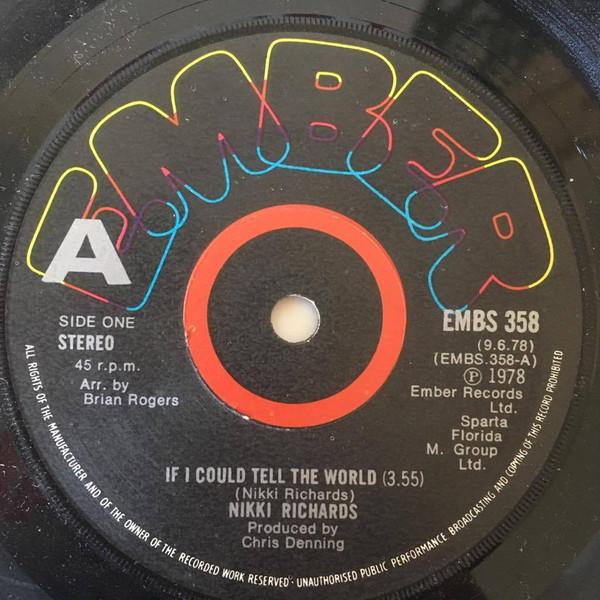 EMBER
A
SIDE ONE
STEREO
45 r.p.m.
Arr. by
Brian Rogers
EMBS 358
(9.6.78)
(EMBS.358-A)
Ⓟ 1978
Ember Records
Ltd.
Sparta
Florida
M. Group
Ltd.
IF I COULD TELL THE WORLD (3.55)
(Nikki Richards)
NIKKI RICHARDS
Produced by
Chris Denning
ALL RIGHTS OF THE MANUFACTURER AND OF THE OWNER OF THE RECORDED WORK RESERVED · UNAUTHORISED PUBLIC PERFORMANCE BROADCASTING AND COPYING OF THIS RECORD PROHIBITED